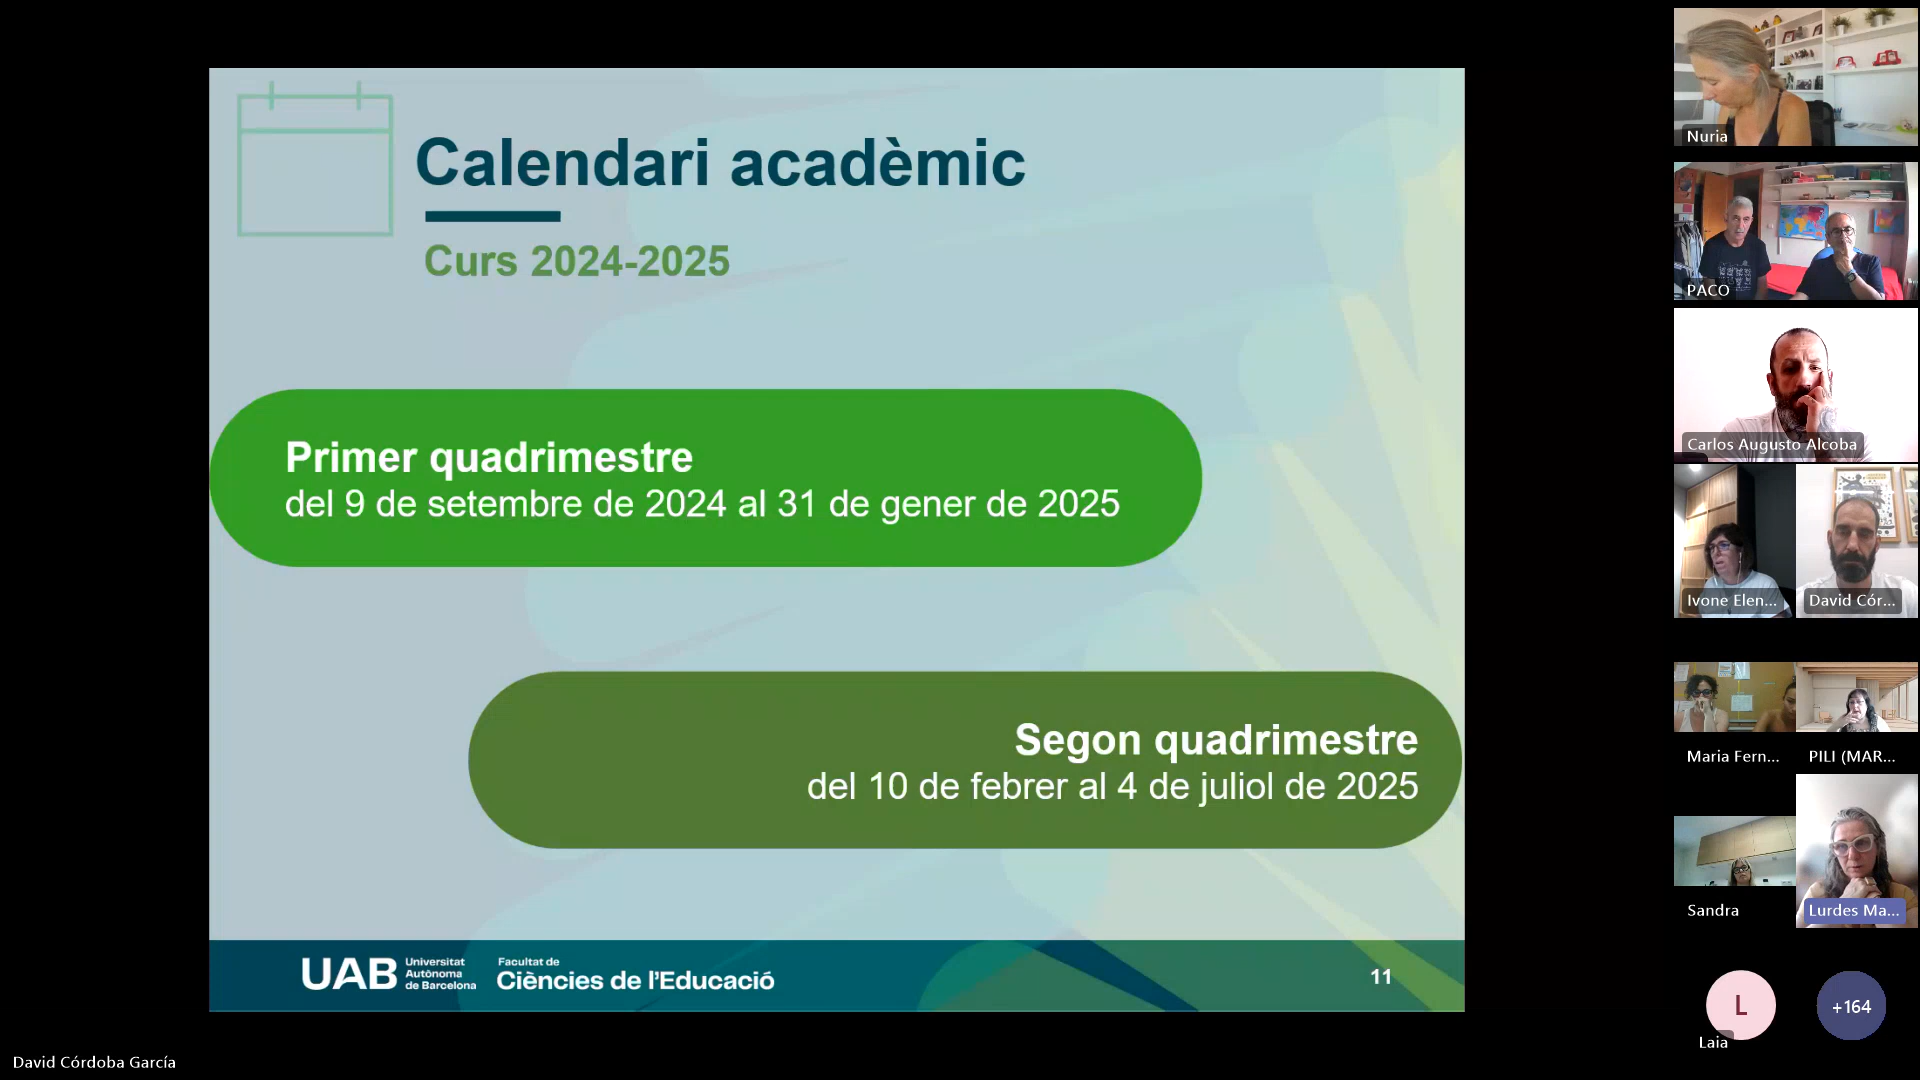 Calendari acadèmic
Curs 2024-2025
Primer quadrimestre
del 9 de setembre de 2024 al 31 de gener de 2025
Segon quadrimestre
del 10 de febrer al 4 de juliol de 2025
UAB
Universitat
Autònoma
de Barcelona
Facultat de
Ciències de l'Educació
11
David Córdoba García
Nuria
PACO
Carlos Augusto Alcoba
Ivone Elen...
David Cór...
Maria Fern...
PILI (MAR...
Sandra
Lurdes Ma...
L
Laia
+164